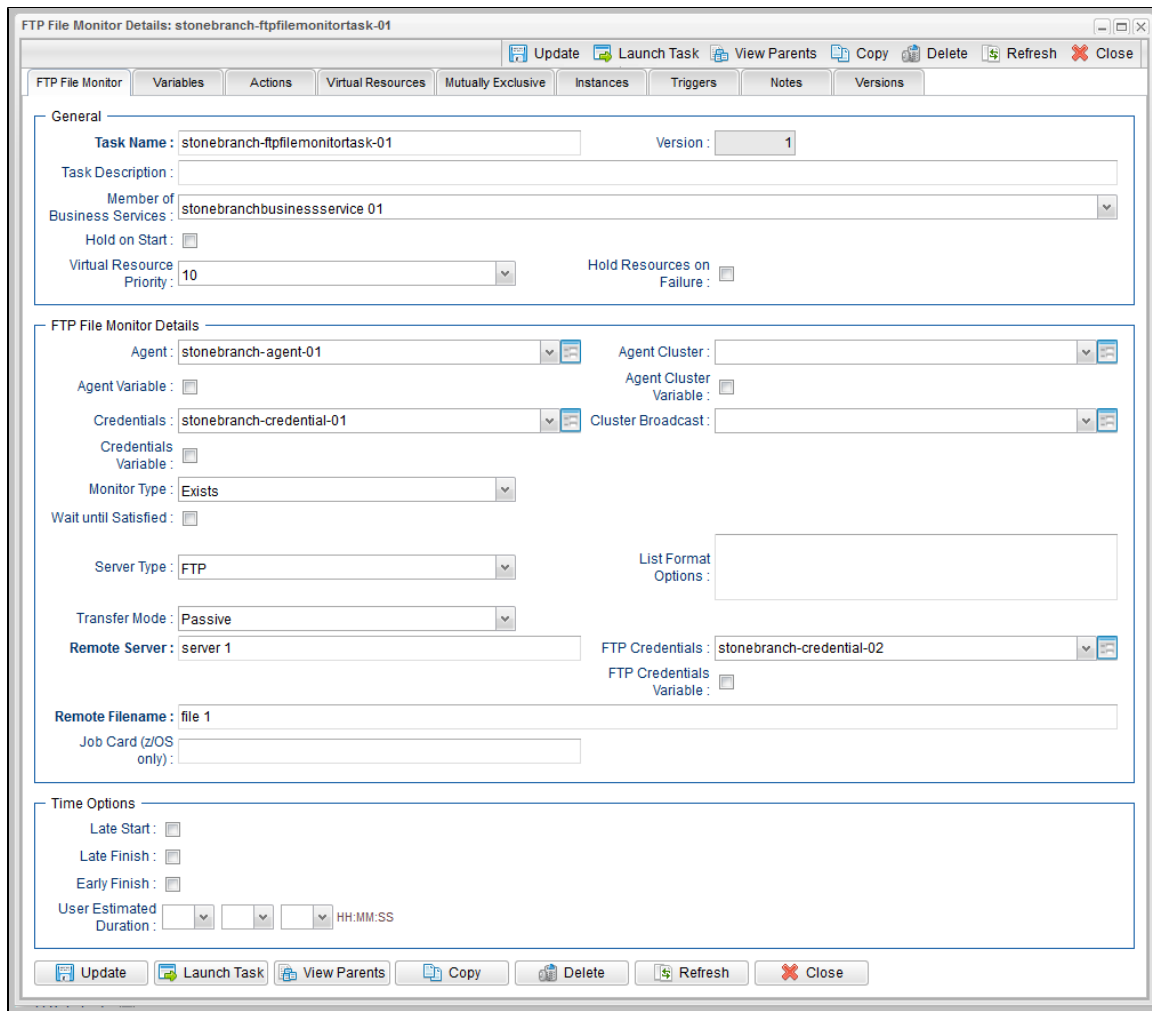 FTP File Monitor Details: stonebranch-ftpfilemonitortask-01
Update Launch Task View Parents Copy Delete Refresh Close
FTP File Monitor Variables Actions Virtual Resources Mutually Exclusive Instances Triggers Notes Versions
General
Task Name : stonebranch-ftpfilemonitortask-01 Version : 1
Task Description :
Member of
Business Services : stonebranchbusinessservice 01
Hold on Start :
Virtual Resource
Priority : 10
Hold Resources on
Failure :
FTP File Monitor Details
Agent : stonebranch-agent-01 Agent Cluster :
Agent Variable :
Agent Cluster
Variable :
Credentials : stonebranch-credential-01 Cluster Broadcast :
Credentials
Variable :
Monitor Type : Exists
Wait until Satisfied :
Server Type : FTP
List Format
Options :
Transfer Mode : Passive
Remote Server : server 1 FTP Credentials : stonebranch-credential-02
FTP Credentials
Variable :
Remote Filename : file 1
Job Card (z/OS
only) :
Time Options
Late Start :
Late Finish :
Early Finish :
User Estimated
Duration : HH:MM:SS
Update Launch Task View Parents Copy Delete Refresh Close